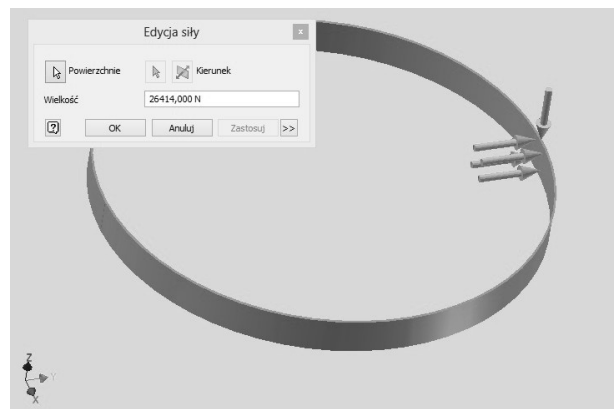 Edycja siły
x
Powierzchnie
Kierunek
Wielkość
26414,000 N
OK
Anuluj
Zastosuj
>>
Z
Y
X